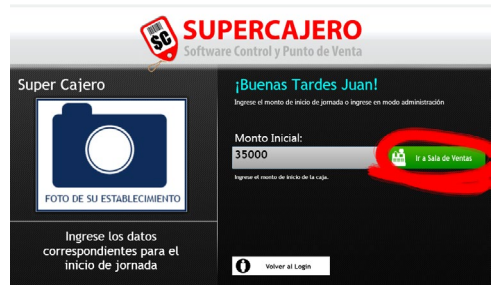 SC
SUPERCAJERO
Software Control y Punto de Venta
Super Cajero
FOTO DE SU ESTABLECIMIENTO
Ingrese los datos
correspondientes para el
inicio de jornada
¡Buenas Tardes Juan!
Ingrese el monto de inicio de jornada o ingrese en modo administración
Monto Inicial:
35000
Ir a Sala de Ventas
Ingrese el monto de inicio de la caja.
Volver al Login